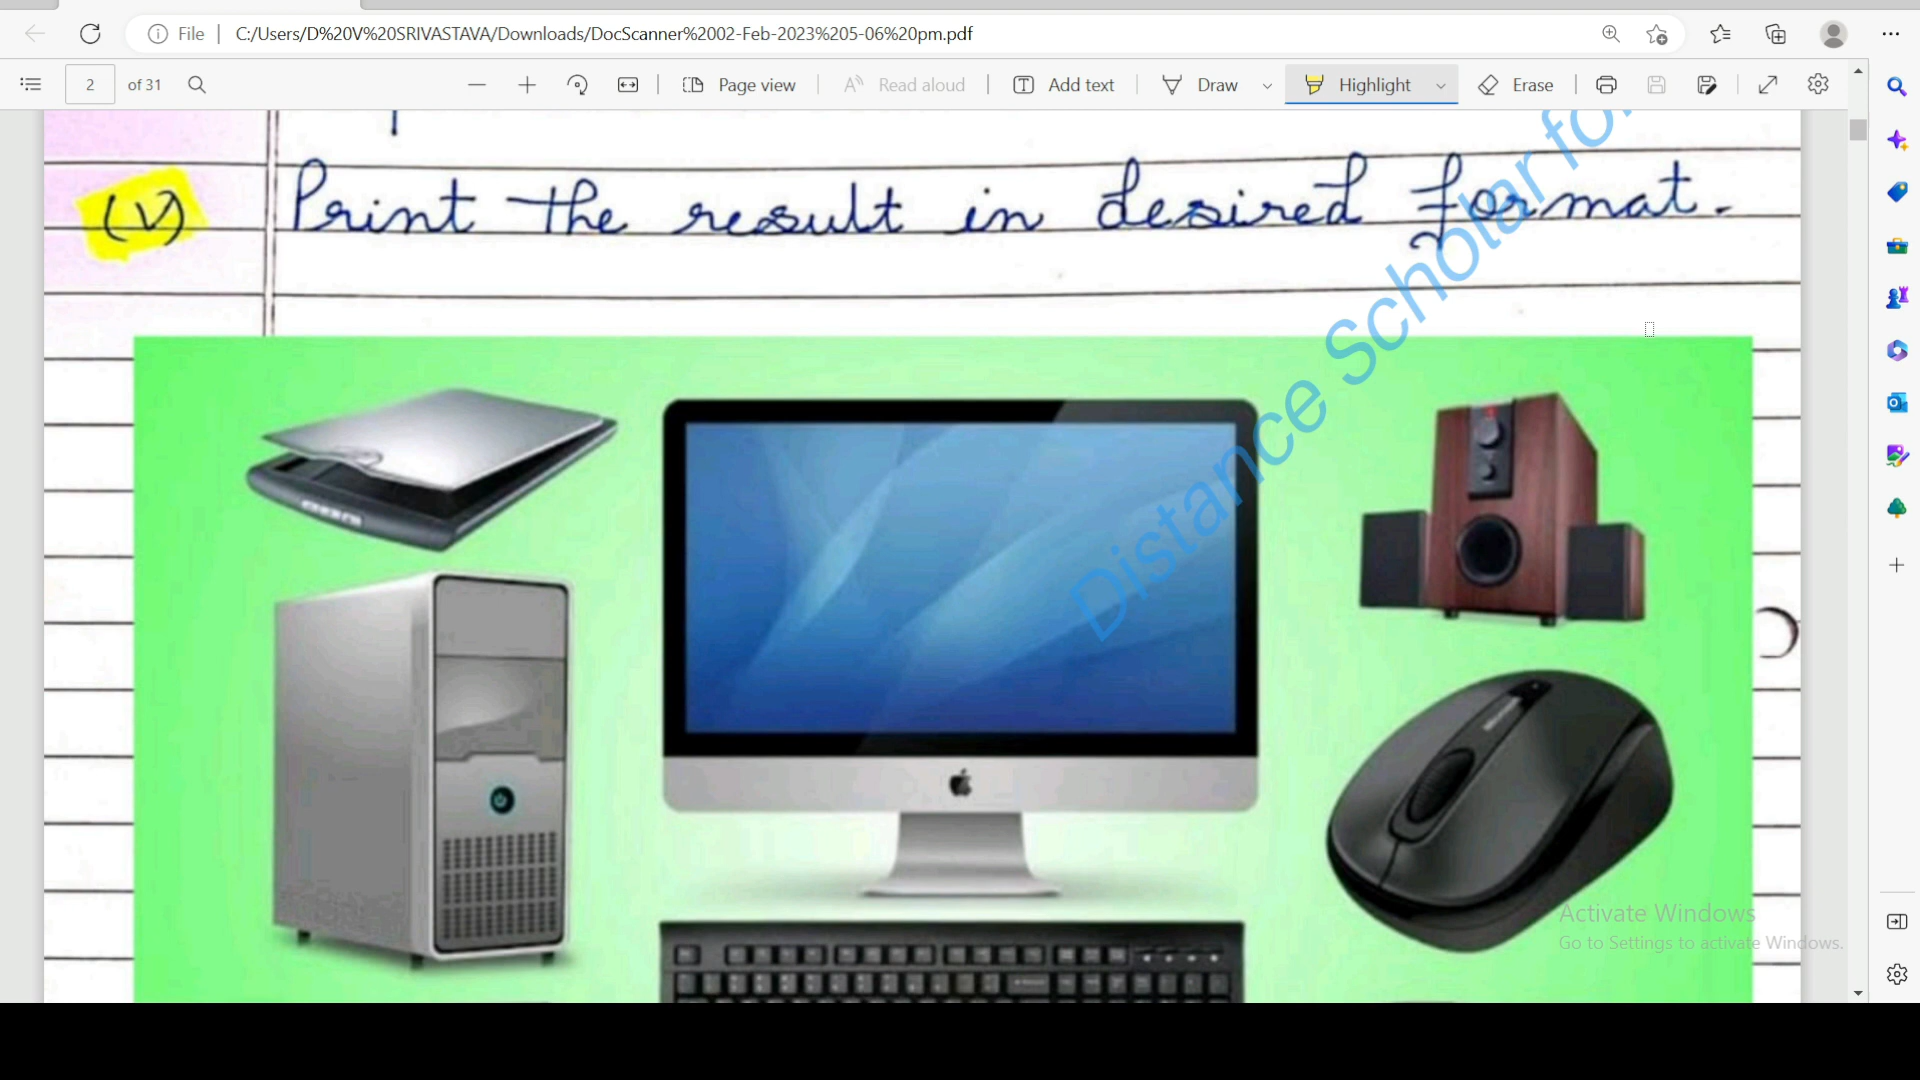 File
C:/Users/D%20V%20SRIVASTAVA/Downloads/DocScanner%2002-Feb-2023%205-06%20pm.pdf
2 of 31
Page view
Read aloud
Add text
Draw
Highlight
Erase
(V) Print the result in desired format.
Distance Scholar for
Activate Windows
Go to Settings to activate Windows.